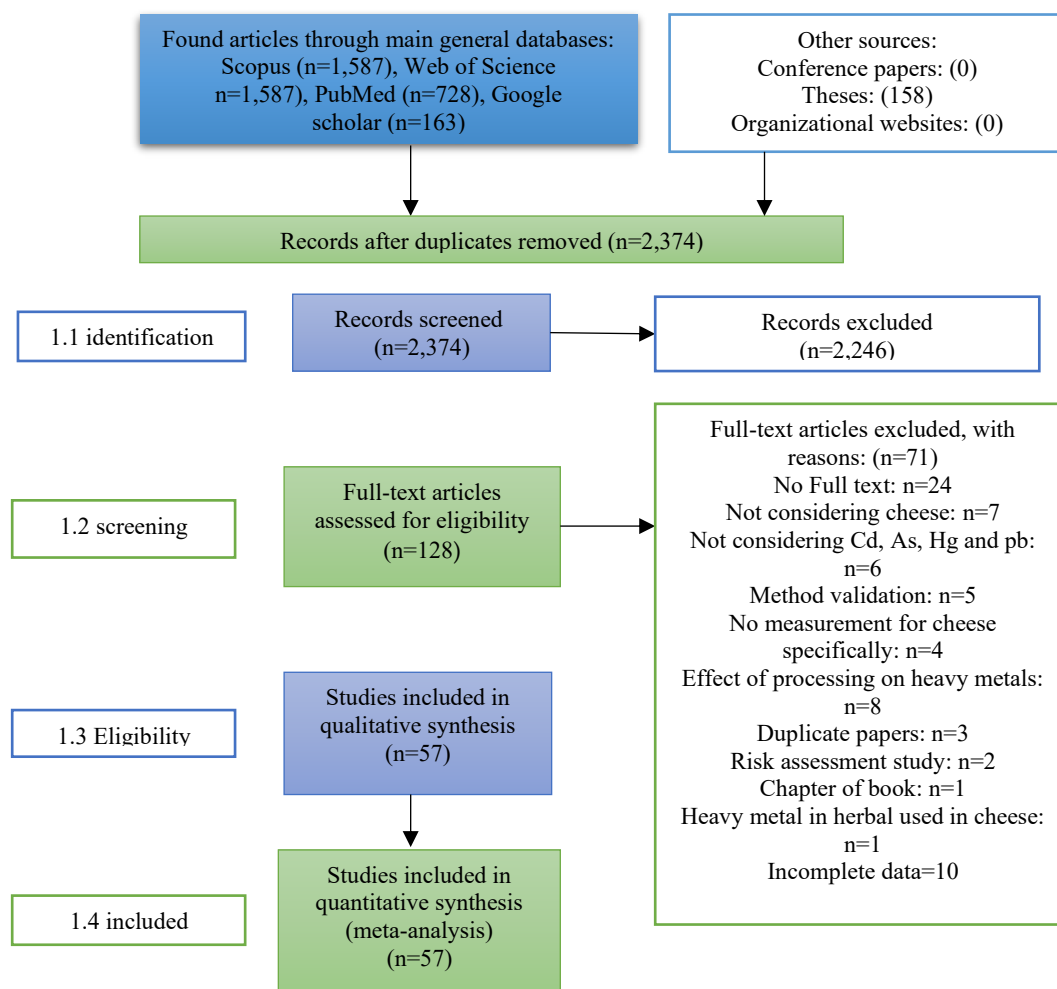 Found articles through main general databases:
Scopus (n=1,587), Web of Science
n=1,587), PubMed (n=728), Google
scholar (n=163)
Other sources:
Conference papers: (0)
Theses: (158)
Organizational websites: (0)
Records after duplicates removed (n=2,374)
1.1 identification
Records screened
(n=2,374)
Records excluded
(n=2,246)
1.2 screening
Full-text articles
assessed for eligibility
(n=128)
Full-text articles excluded, with
reasons: (n=71)
No Full text: n=24
Not considering cheese: n=7
Not considering Cd, As, Hg and pb:
n=6
Method validation: n=5
No measurement for cheese
specifically: n=4
Effect of processing on heavy metals:
n=8
Duplicate papers: n=3
Risk assessment study: n=2
Chapter of book: n=1
Heavy metal in herbal used in cheese:
n=1
Incomplete data=10
1.3 Eligibility
Studies included in
qualitative synthesis
(n=57)
1.4 included
Studies included in
quantitative synthesis
(meta-analysis)
(n=57)